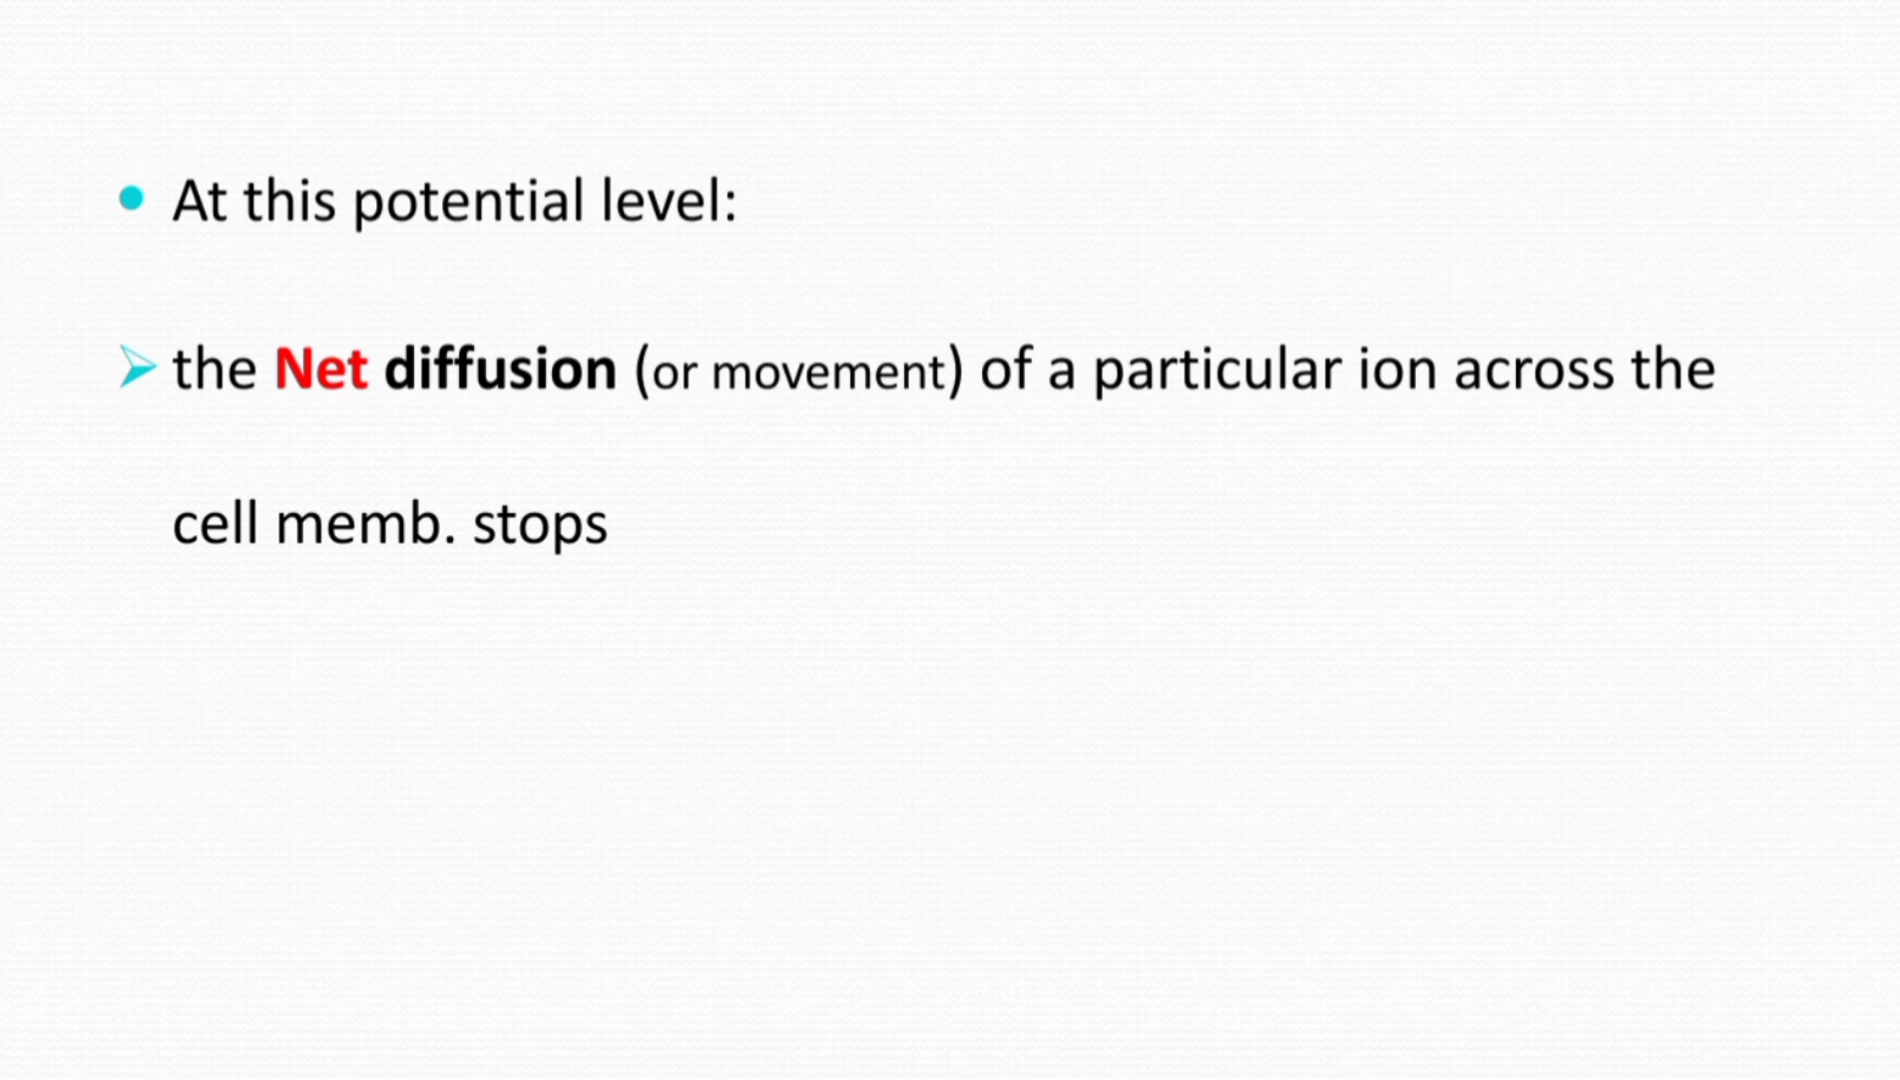 • At this potential level:
➢ the Net diffusion (or movement) of a particular ion across the
cell memb. stops